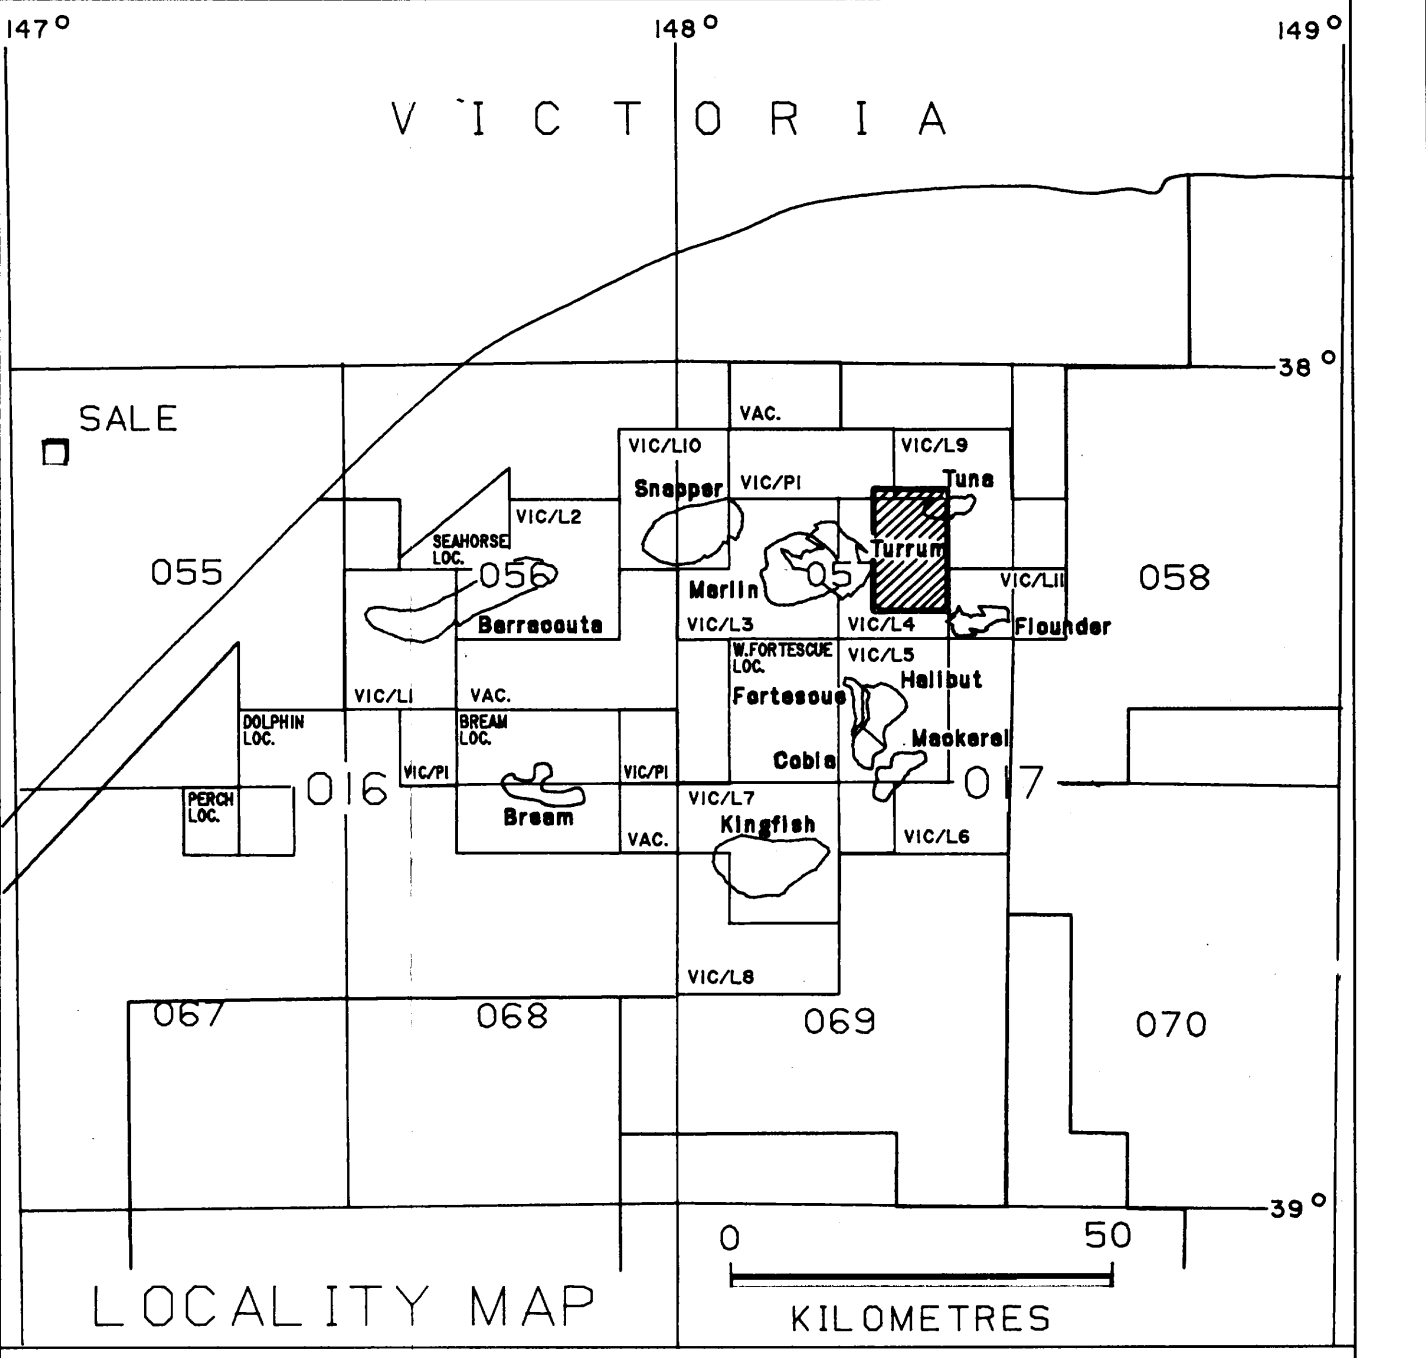 147° 148° 149°
VICTORIA
38°
SALE
VAC.
VIC/L10
VIC/L9
Snapper
VIC/P1
Tuna
VIC/L2
SEAHORSE
LOC.
Turrum
055
056
05
VIC/L11
058
Marlin
Barracouta
VIC/L3
VIC/L4
Flounder
W.FORTESCUE
LOC.
VIC/L5
Halibut
Fortescue
VIC/L1
VAC.
DOLPHIN
LOC.
BREAM
LOC.
Mackerel
Cobia
VIC/P1
VIC/P1
016
017
PERCH
LOC.
VIC/L7
Bream
Kingfish
VAC.
VIC/L6
VIC/L8
067
068
069
070
39°
0 50
LOCALITY MAP
KILOMETRES